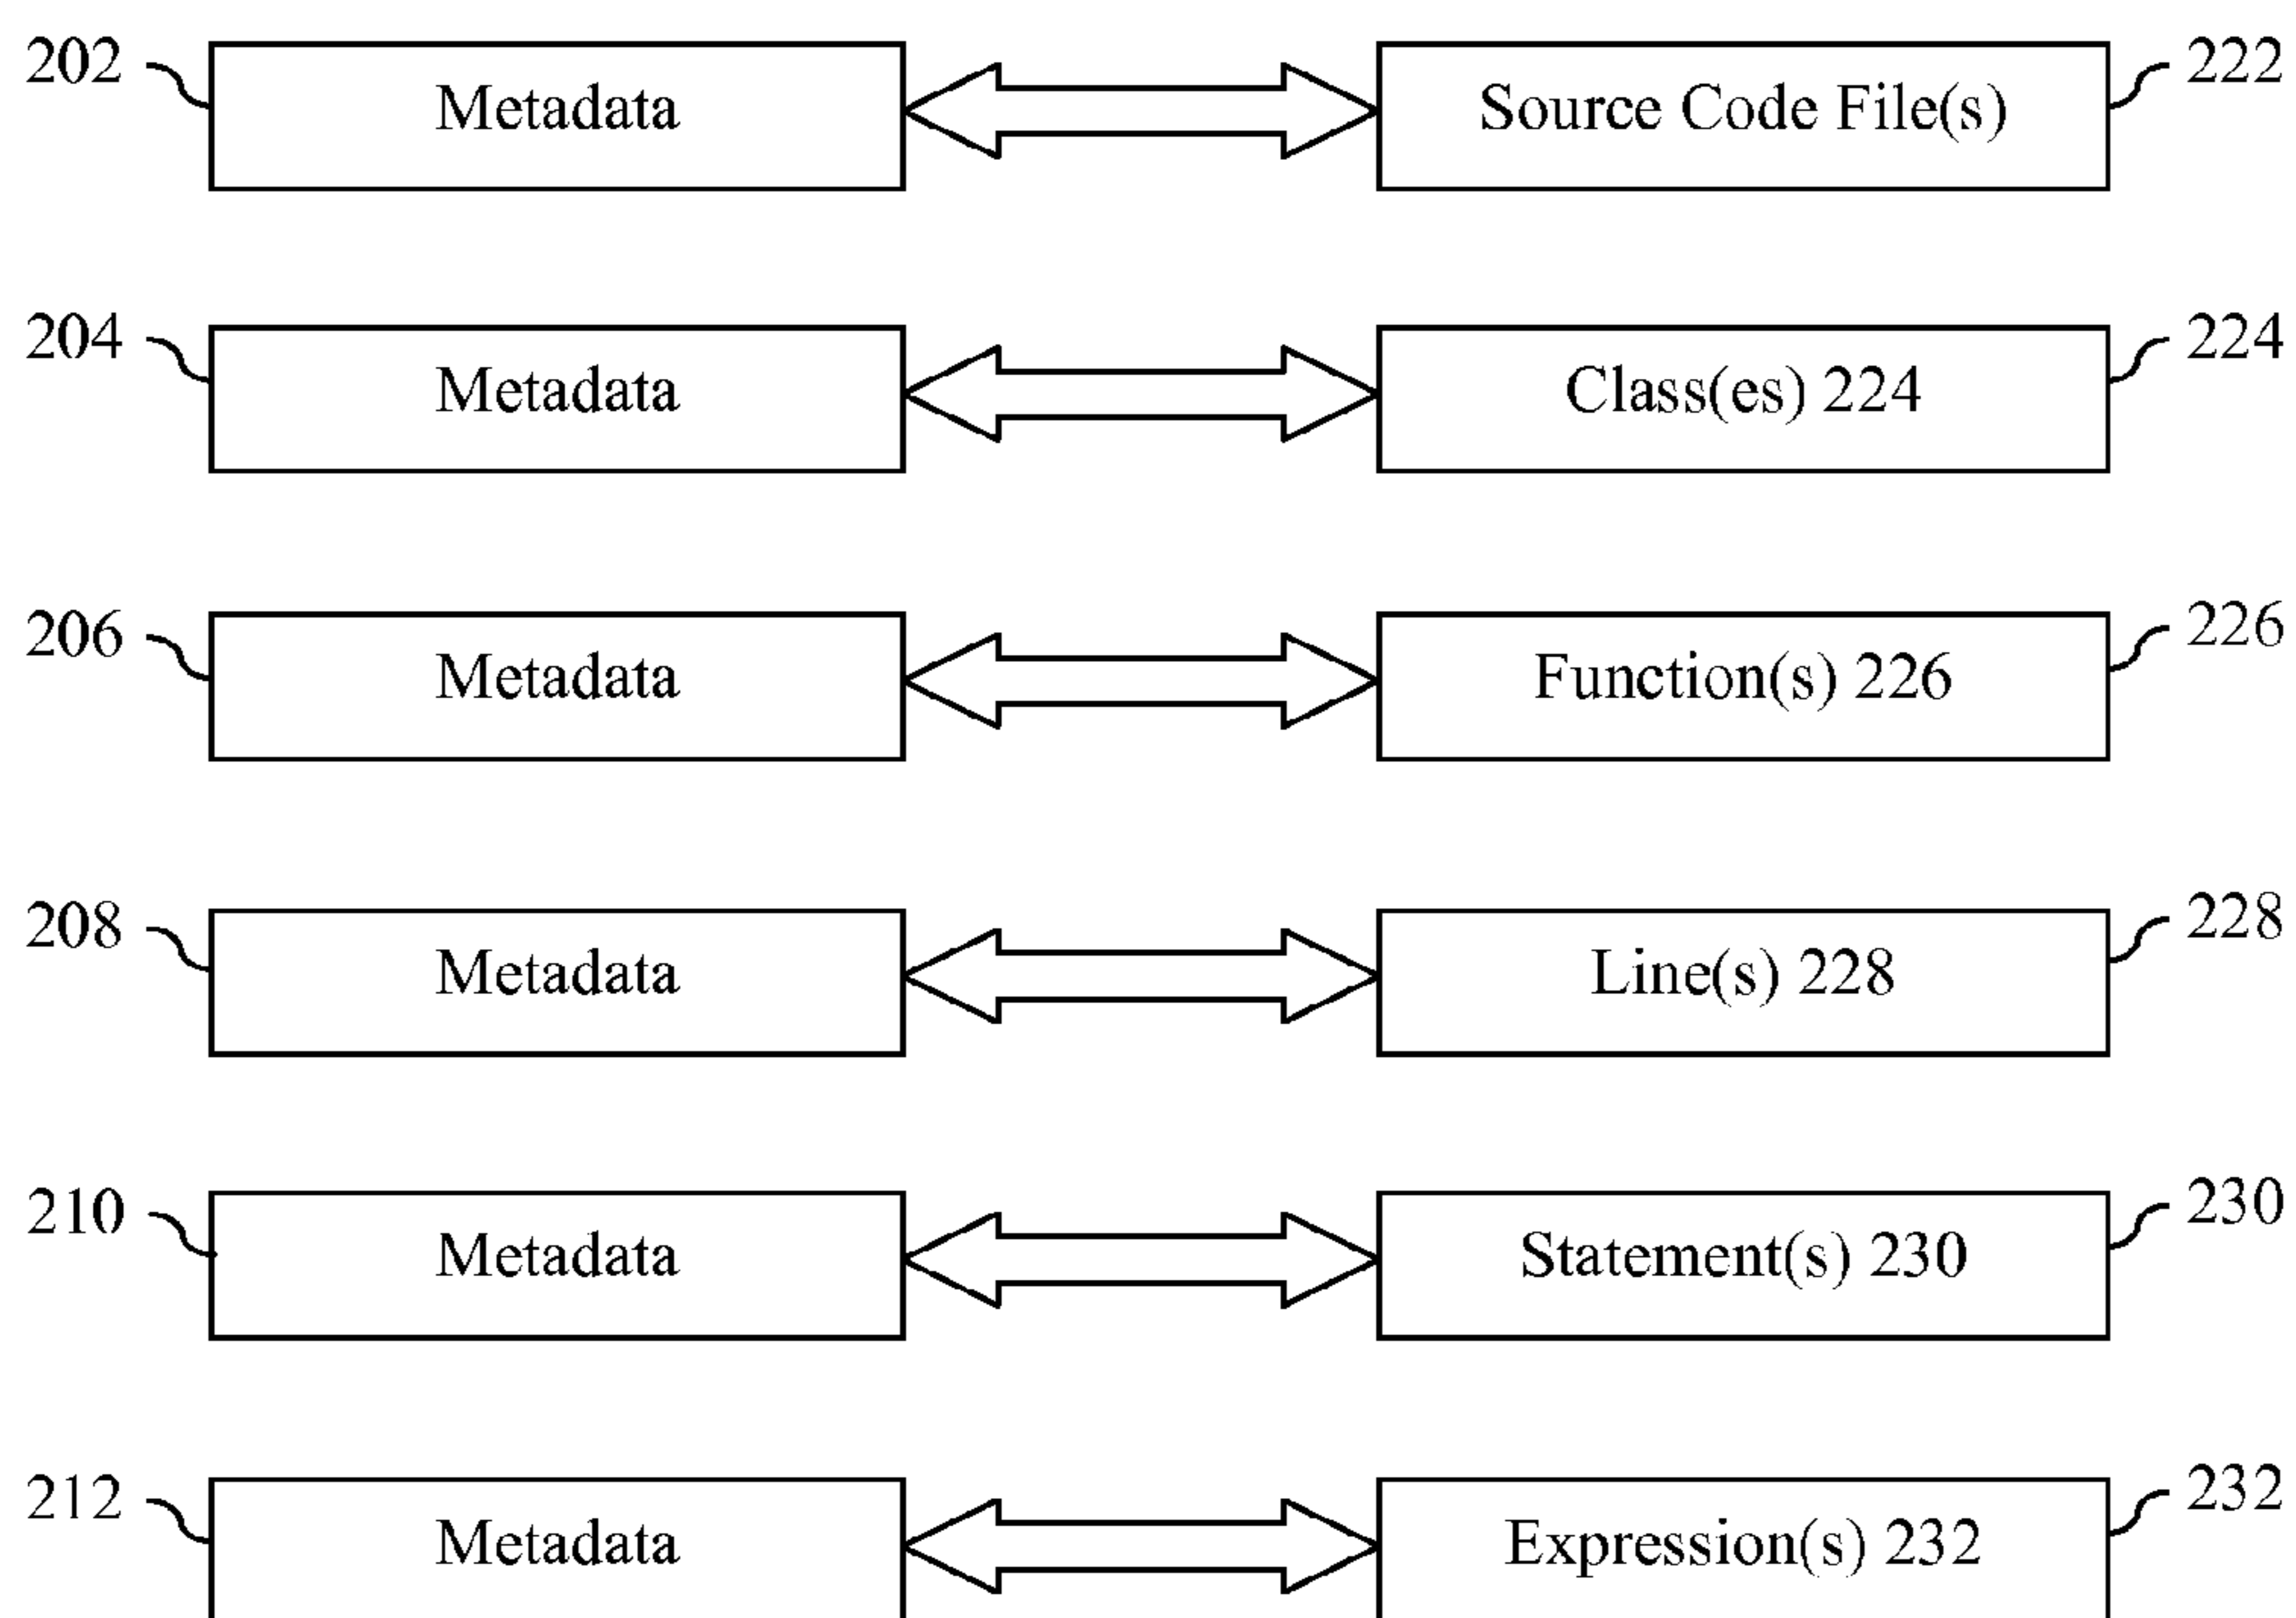 202 Metadata Source Code File(s) 222
204 Metadata Class(es) 224 224
206 Metadata Function(s) 226 226
208 Metadata Line(s) 228 228
210 Metadata Statement(s) 230 230
212 Metadata Expression(s) 232 232